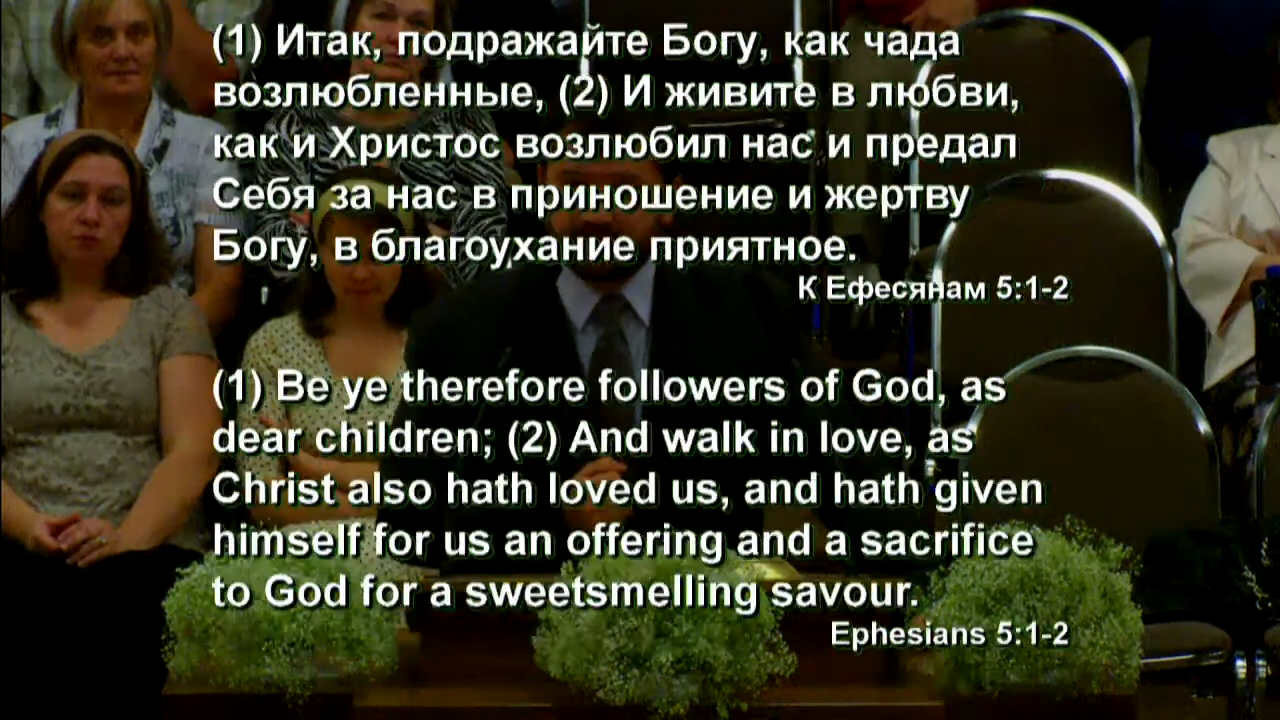 (1) Итак, подражайте Богу, как чада
возлюбленные, (2) И живите в любви,
как и Христос возлюбил нас и предал
Себя за нас в приношение и жертву
Богу, в благоухание приятное.
К Ефесянам 5:1-2
(1) Be ye therefore followers of God, as
dear children; (2) And walk in love, as
Christ also hath loved us, and hath given
himself for us an offering and a sacrifice
to God for a sweetsmelling savour.
Ephesians 5:1-2